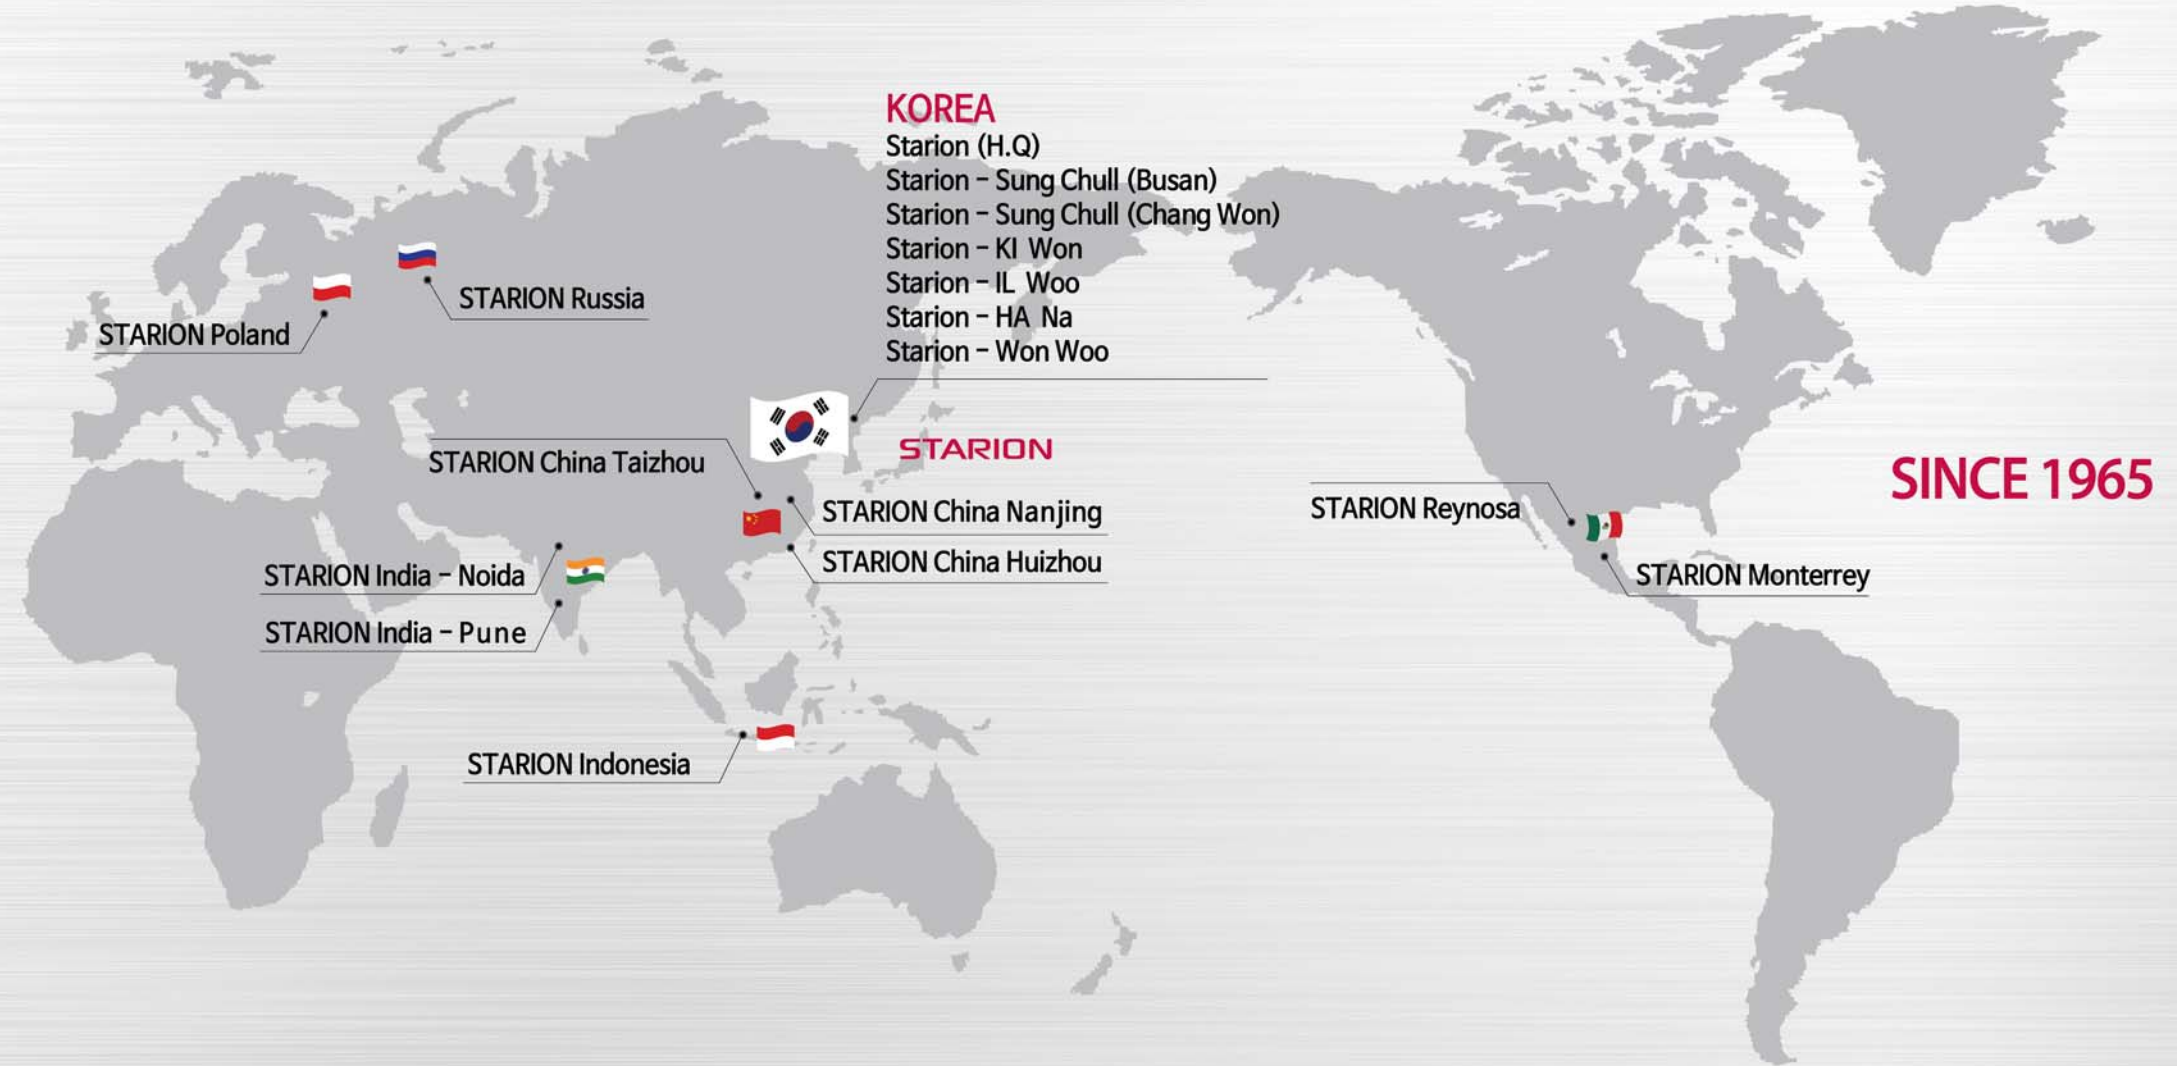 KOREA
Starion (H.Q)
Starion - Sung Chull (Busan)
Starion - Sung Chull (Chang Won)
Starion - KI Won
Starion - IL Woo
Starion - HA Na
Starion - Won Woo
STARION Russia
STARION Poland
STARION
STARION China Taizhou
SINCE 1965
STARION Reynosa
STARION China Nanjing
STARION China Huizhou
STARION India - Noida
STARION Monterrey
STARION India - Pune
STARION Indonesia